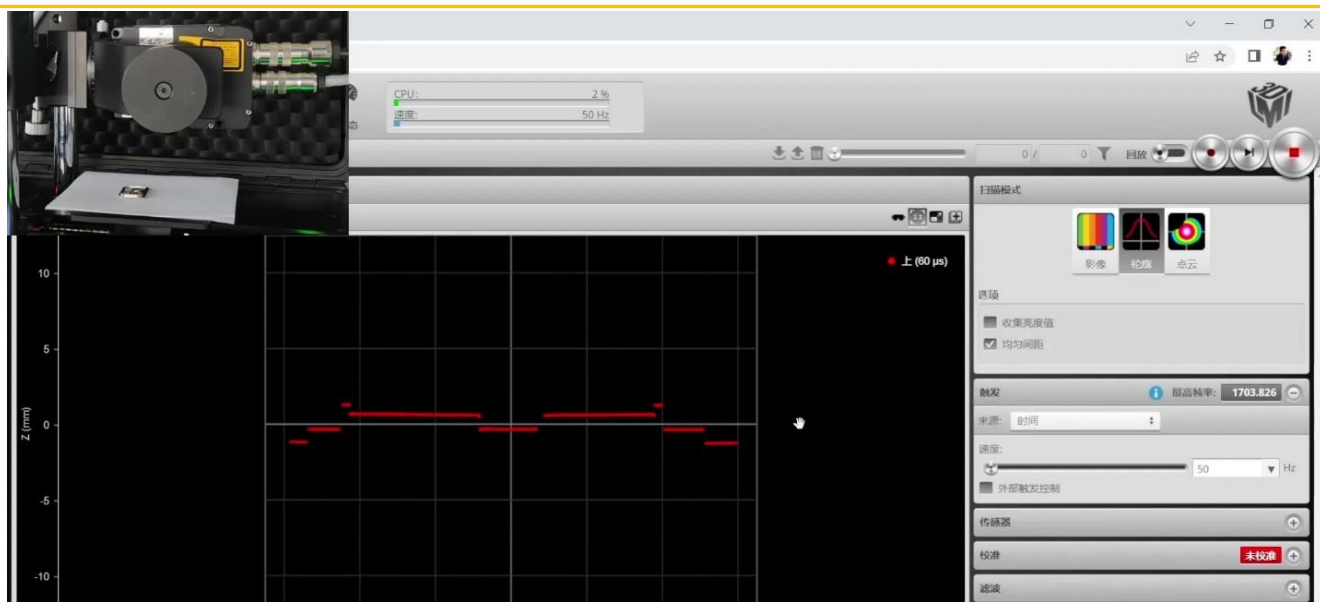 CPU: 2 %
速度: 50 Hz
0 / 0
回放
扫描模式
影像 轮廓 点云
选项
收集亮度值
均匀间距
上 (60 μs)
10
5
0
-5
-10
Z (mm)
触发 最高帧率: 1703.826
来源: 时间
速度:
50 Hz
外部触发控制
传感器
校准 未校准
滤波